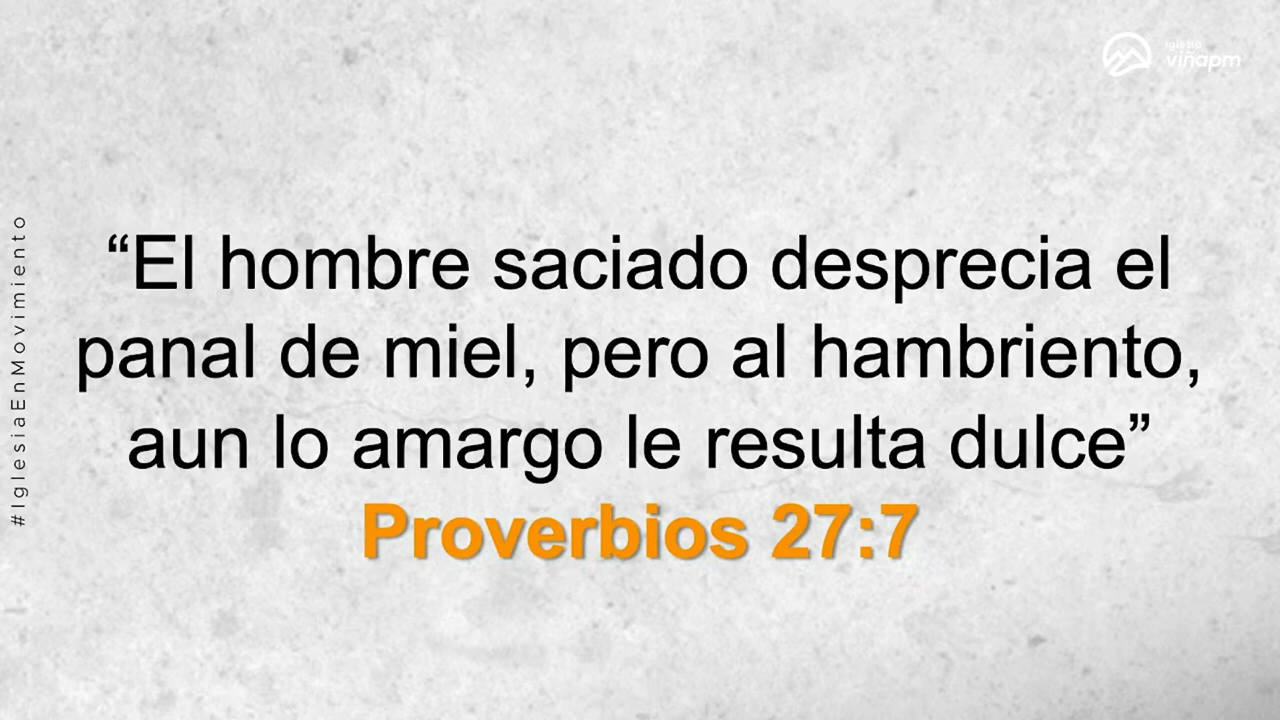 Iglesia
viñapm
#IglesiaEnMovimiento
“El hombre saciado desprecia el
panal de miel, pero al hambriento,
aun lo amargo le resulta dulce”
Proverbios 27:7